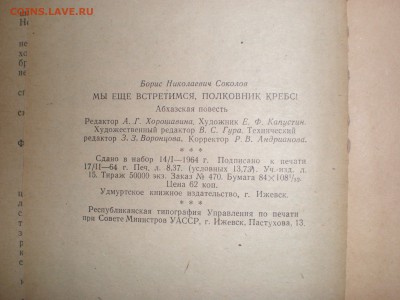 COINS.LAVE.RU
Борис Николаевич Соколов
МЫ ЕЩЕ ВСТРЕТИМСЯ, ПОЛКОВНИК КРЕБС!
Абхазская повесть
Редактор А. Г. Хорошавина, Художник Е. Ф. Капустин.
Художественный редактор В. С. Гура. Технический
редактор З. З. Воронцова, Корректор Р. В. Андрианова.
* * *
Сдано в набор 14/I—1964 г. Подписано к печати
17/II—64 г. Печ. л. 8.37. (условных 13,73). Уч.-изд. л.
15. Тираж 50000 экз. Заказ № 470. Бумага 84×108¹/₃₂
Цена 62 коп.
Удмуртское книжное издательство, г. Ижевск.
* * *
Республиканская типография Управления по печати
при Совете Министров УАССР, г. Ижевск, Пастухова, 13.